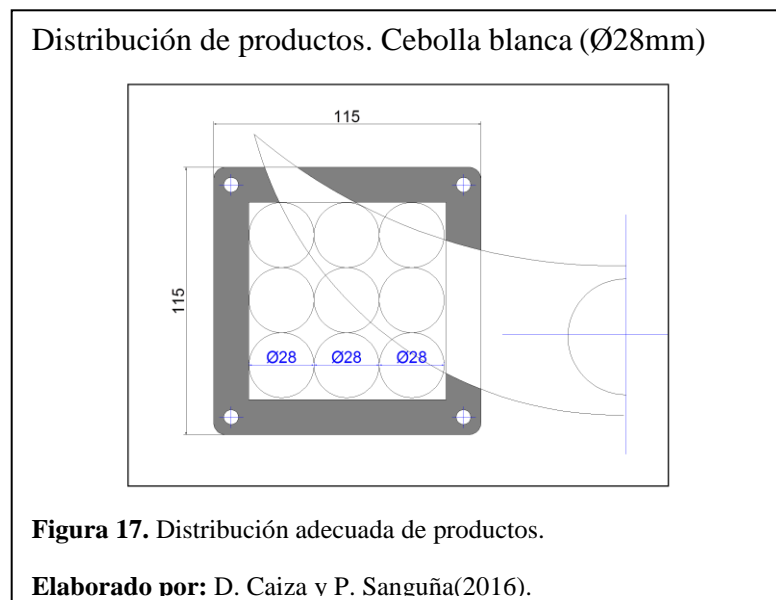 Distribución de productos. Cebolla blanca (Ø28mm)
115
115
Ø28 Ø28 Ø28
Figura 17. Distribución adecuada de productos.
Elaborado por: D. Caiza y P. Sanguña(2016).